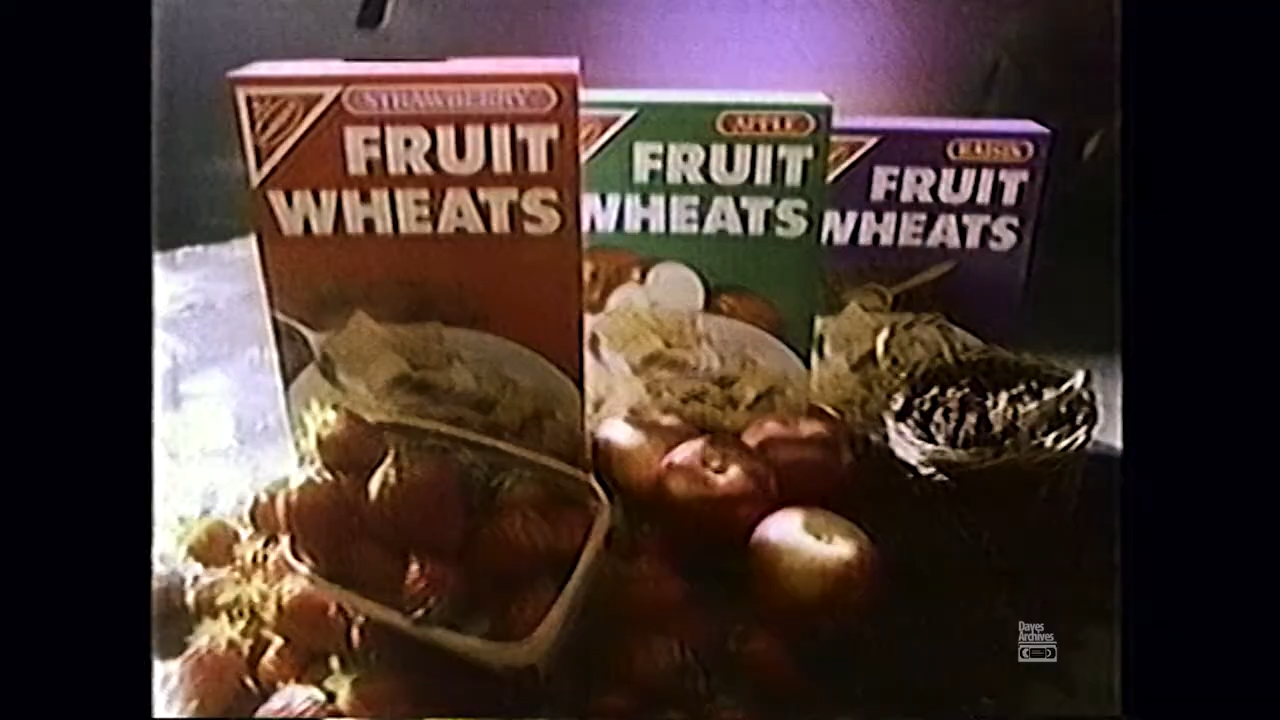 STRAWBERRY
FRUIT
WHEATS
APPLE
FRUIT
WHEATS
RAISIN
FRUIT
WHEATS
Daves
Archives